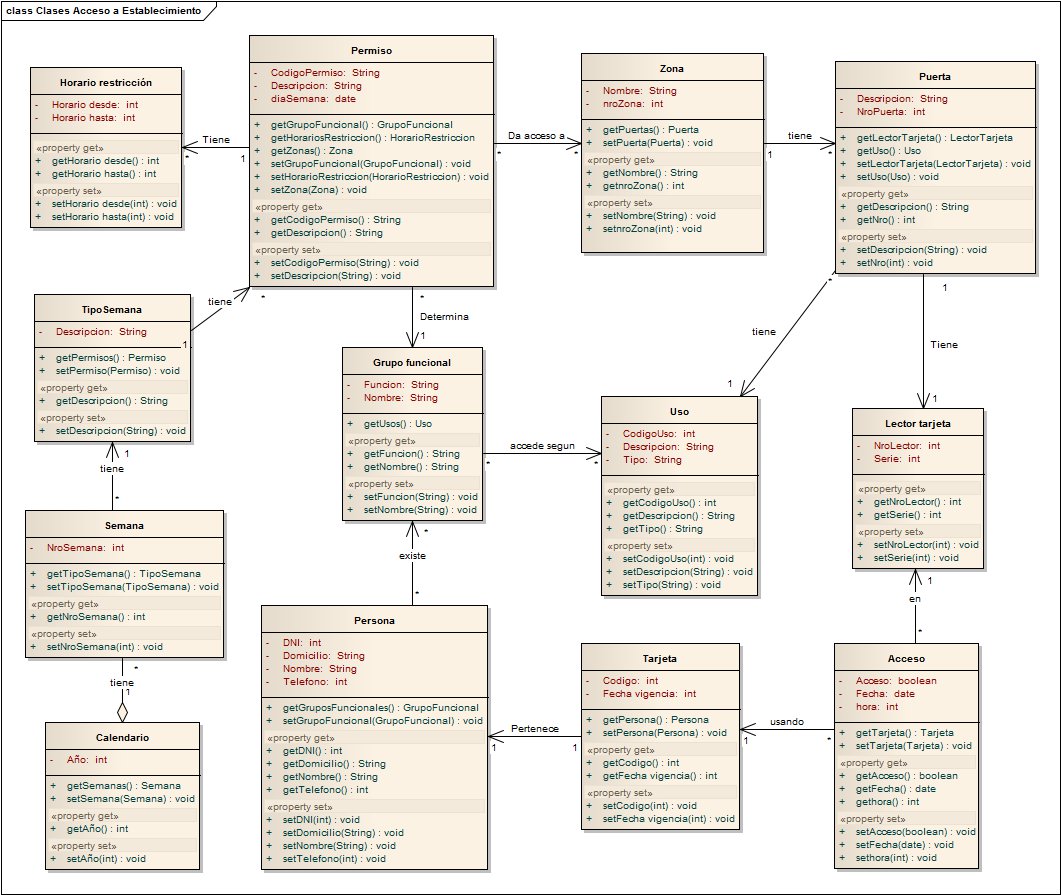 class Clases Acceso a Establecimiento
Horario restricción
- Horario desde: int
- Horario hasta: int
«property get»
+ getHorario desde() : int
+ getHorario hasta() : int
«property set»
+ setHorario desde(int) : void
+ setHorario hasta(int) : void
Tiene
*
1
Permiso
- CodigoPermiso: String
- Descripcion: String
- diaSemana: date
+ getGrupoFuncional() : GrupoFuncional
+ getHorariosRestriccion() : HorarioRestriccion
+ getZonas() : Zona
+ setGrupoFuncional(GrupoFuncional) : void
+ setHorarioRestriccion(HorarioRestriccion) : void
+ setZona(Zona) : void
«property get»
+ getCodigoPermiso() : String
+ getDescripcion() : String
«property set»
+ setCodigoPermiso(String) : void
+ setDescripcion(String) : void
Da acceso a
*
*
Zona
- Nombre: String
- nroZona: int
+ getPuertas() : Puerta
+ setPuerta(Puerta) : void
«property get»
+ getNombre() : String
+ getnroZona() : int
«property set»
+ setNombre(String) : void
+ setnroZona(int) : void
tiene
1
*
Puerta
- Descripcion: String
- NroPuerta: int
+ getLectorTarjeta() : LectorTarjeta
+ getUso() : Uso
+ setLectorTarjeta(LectorTarjeta) : void
+ setUso(Uso) : void
«property get»
+ getDescripcion() : String
+ getNro() : int
«property set»
+ setDescripcion(String) : void
+ setNro(int) : void
tiene
*
1
TipoSemana
- Descripcion: String
+ getPermisos() : Permiso
+ setPermiso(Permiso) : void
«property get»
+ getDescripcion() : String
«property set»
+ setDescripcion(String) : void
*
Determina
1
Grupo funcional
- Funcion: String
- Nombre: String
+ getUsos() : Uso
«property get»
+ getFuncion() : String
+ getNombre() : String
«property set»
+ setFuncion(String) : void
+ setNombre(String) : void
accede segun
*
*
*
tiene
1
Uso
- CodigoUso: int
- Descripcion: String
- Tipo: String
«property get»
+ getCodigoUso() : int
+ getDescripcion() : String
+ getTipo() : String
«property set»
+ setCodigoUso(int) : void
+ setDescripcion(String) : void
+ setTipo(String) : void
1
Tiene
1
Lector tarjeta
- NroLector: int
- Serie: int
«property get»
+ getNroLector() : int
+ getSerie() : int
«property set»
+ setNroLector(int) : void
+ setSerie(int) : void
1
tiene
*
Semana
- NroSemana: int
+ getTipoSemana() : TipoSemana
+ setTipoSemana(TipoSemana) : void
«property get»
+ getNroSemana() : int
«property set»
+ setNroSemana(int) : void
*
tiene
1
Calendario
- Año: int
+ getSemanas() : Semana
+ setSemana(Semana) : void
«property get»
+ getAño() : int
«property set»
+ setAño(int) : void
*
existe
*
Persona
- DNI: int
- Domicilio: String
- Nombre: String
- Telefono: int
+ getGruposFuncionales() : GrupoFuncional
+ setGrupoFuncional(GrupoFuncional) : void
«property get»
+ getDNI() : int
+ getDomicilio() : String
+ getNombre() : String
+ getTelefono() : int
«property set»
+ setDNI(int) : void
+ setDomicilio(String) : void
+ setNombre(String) : void
+ setTelefono(int) : void
Pertenece
1
1
Tarjeta
- Codigo: int
- Fecha vigencia: int
+ getPersona() : Persona
+ setPersona(Persona) : void
«property get»
+ getCodigo() : int
+ getFecha vigencia() : int
«property set»
+ setCodigo(int) : void
+ setFecha vigencia(int) : void
usando
1
*
1
en
*
Acceso
- Acceso: boolean
- Fecha: date
- hora: int
+ getTarjeta() : Tarjeta
+ setTarjeta(Tarjeta) : void
«property get»
+ getAcceso() : boolean
+ getFecha() : date
+ gethora() : int
«property set»
+ setAcceso(boolean) : void
+ setFecha(date) : void
+ sethora(int) : void